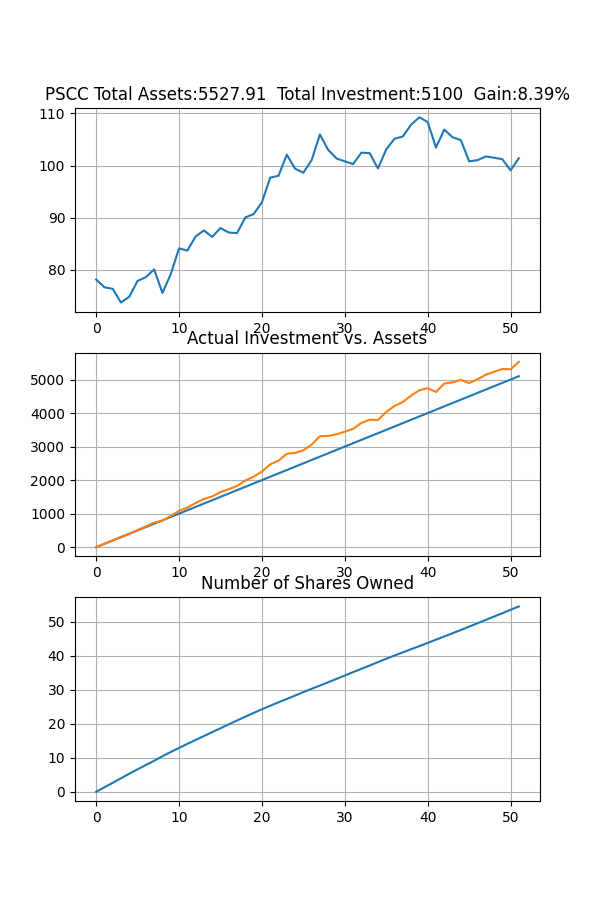 PSCC Total Assets:5527.91  Total Investment:5100  Gain:8.39%
110
100
90
80
0 10 20 30 40 50
Actual Investment vs. Assets
5000
4000
3000
2000
1000
0
0 10 20 30 40 50
Number of Shares Owned
50
40
30
20
10
0
0 10 20 30 40 50